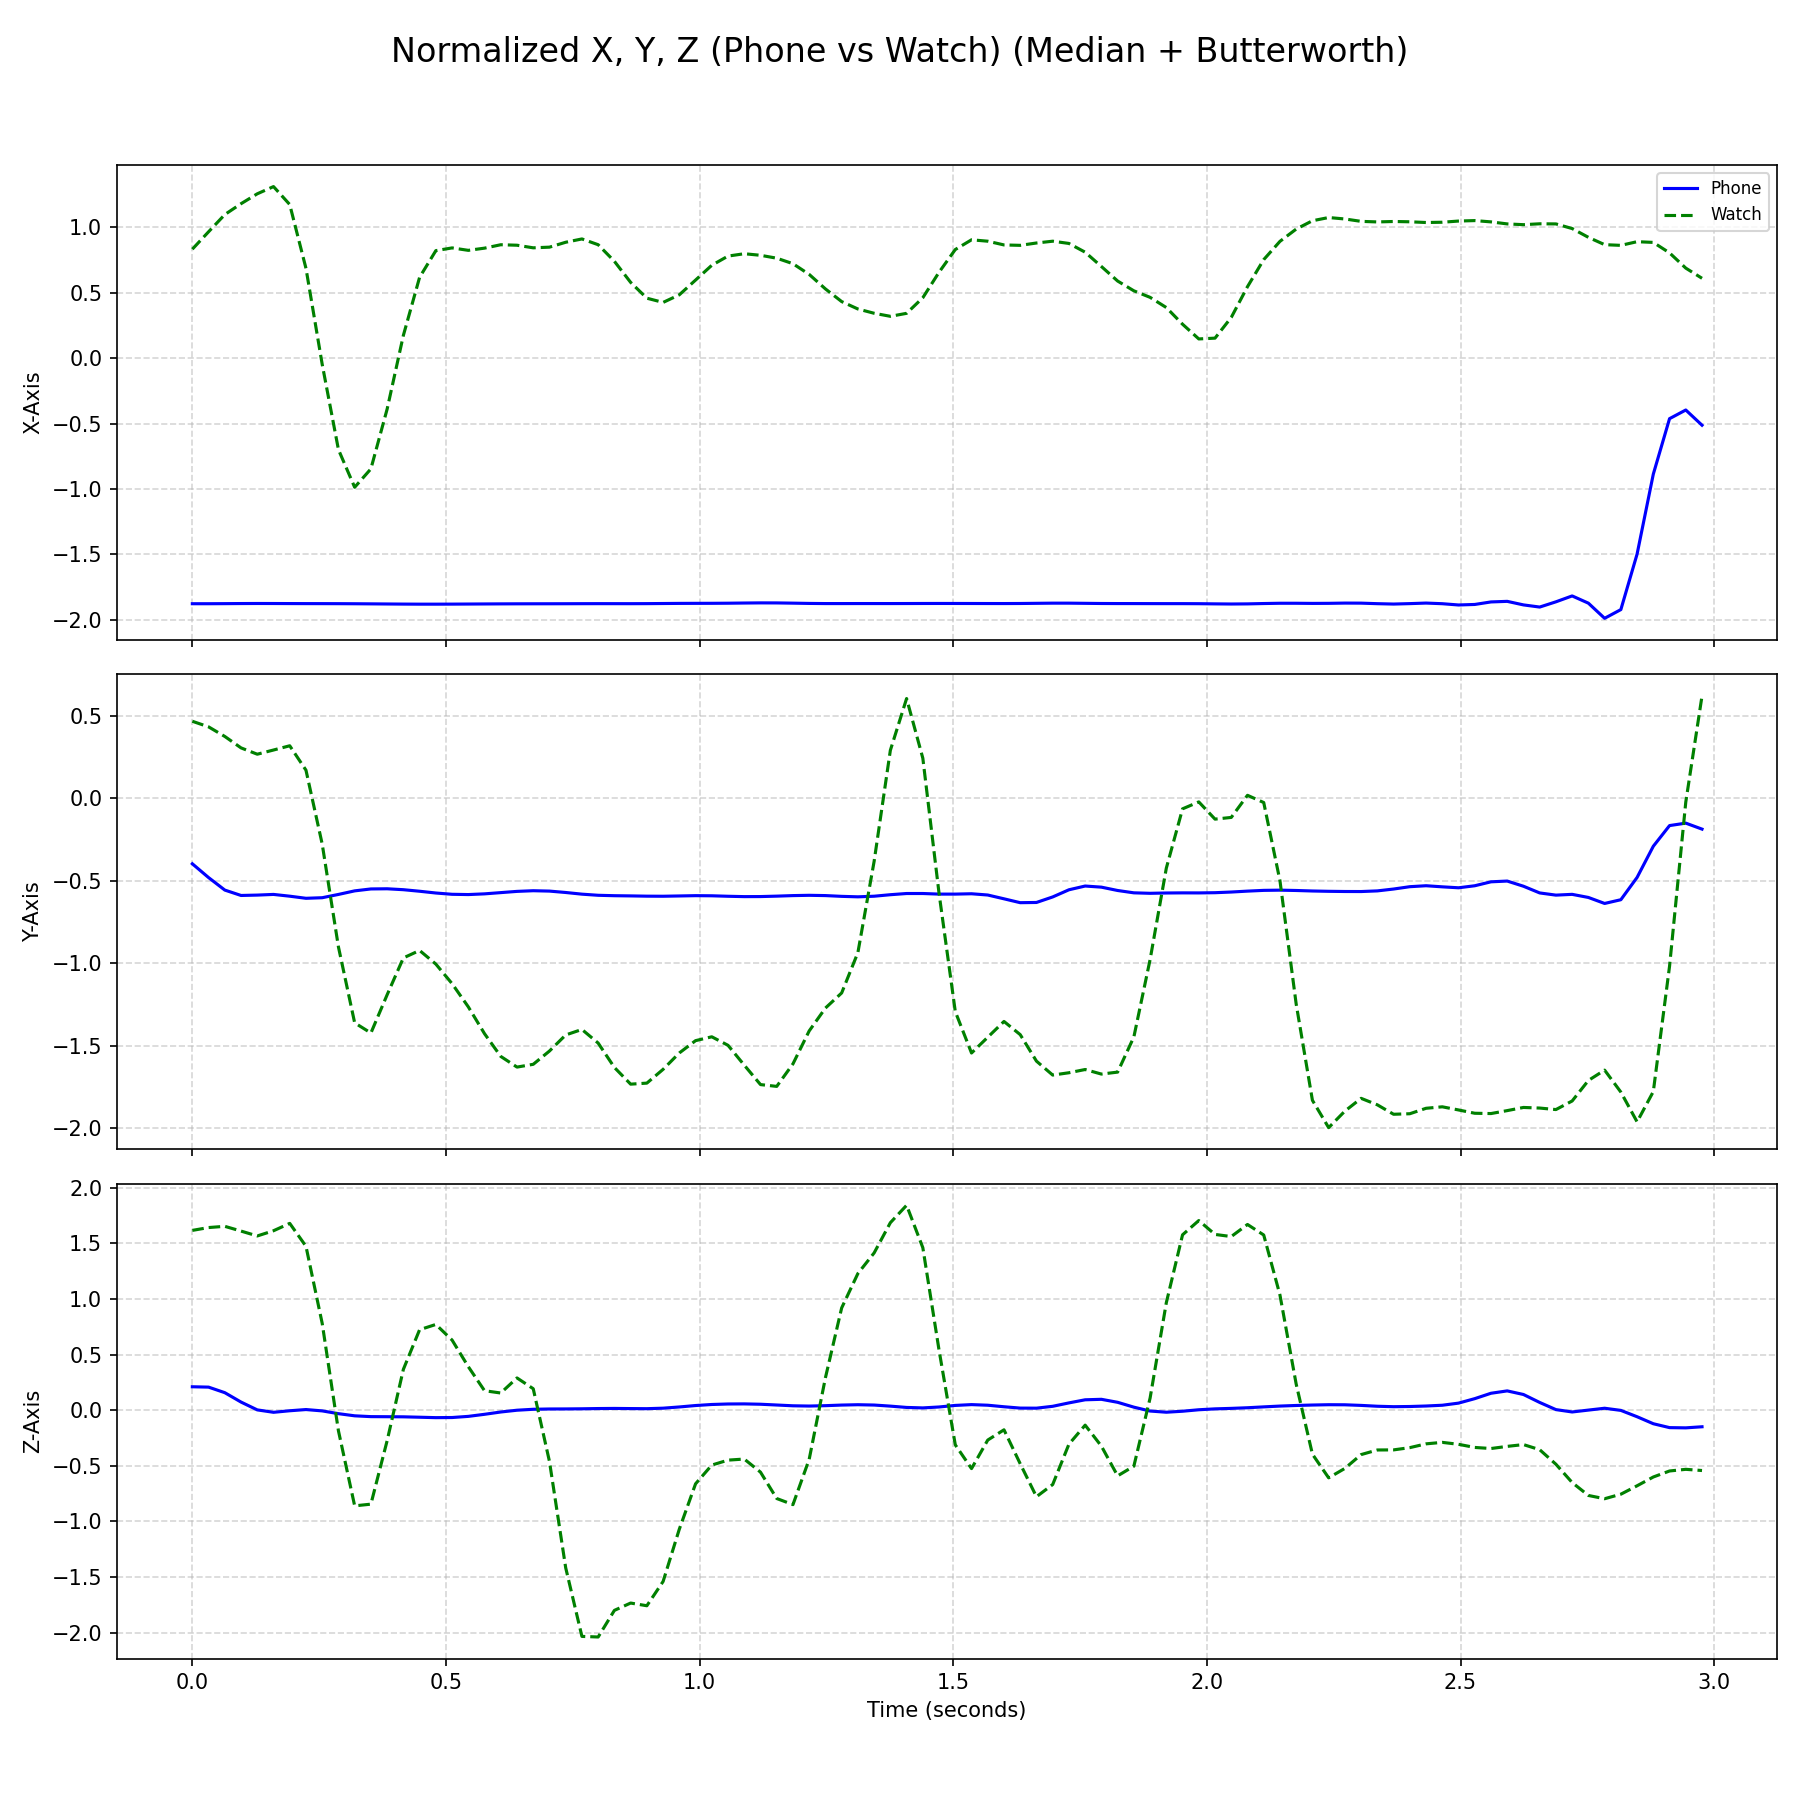 Normalized X, Y, Z (Phone vs Watch) (Median + Butterworth)
Phone
Watch
1.0
0.5
0.0
−0.5
−1.0
−1.5
−2.0
X-Axis
0.5
0.0
−0.5
−1.0
−1.5
−2.0
Y-Axis
2.0
1.5
1.0
0.5
0.0
−0.5
−1.0
−1.5
−2.0
Z-Axis
0.0 0.5 1.0 1.5 2.0 2.5 3.0
Time (seconds)